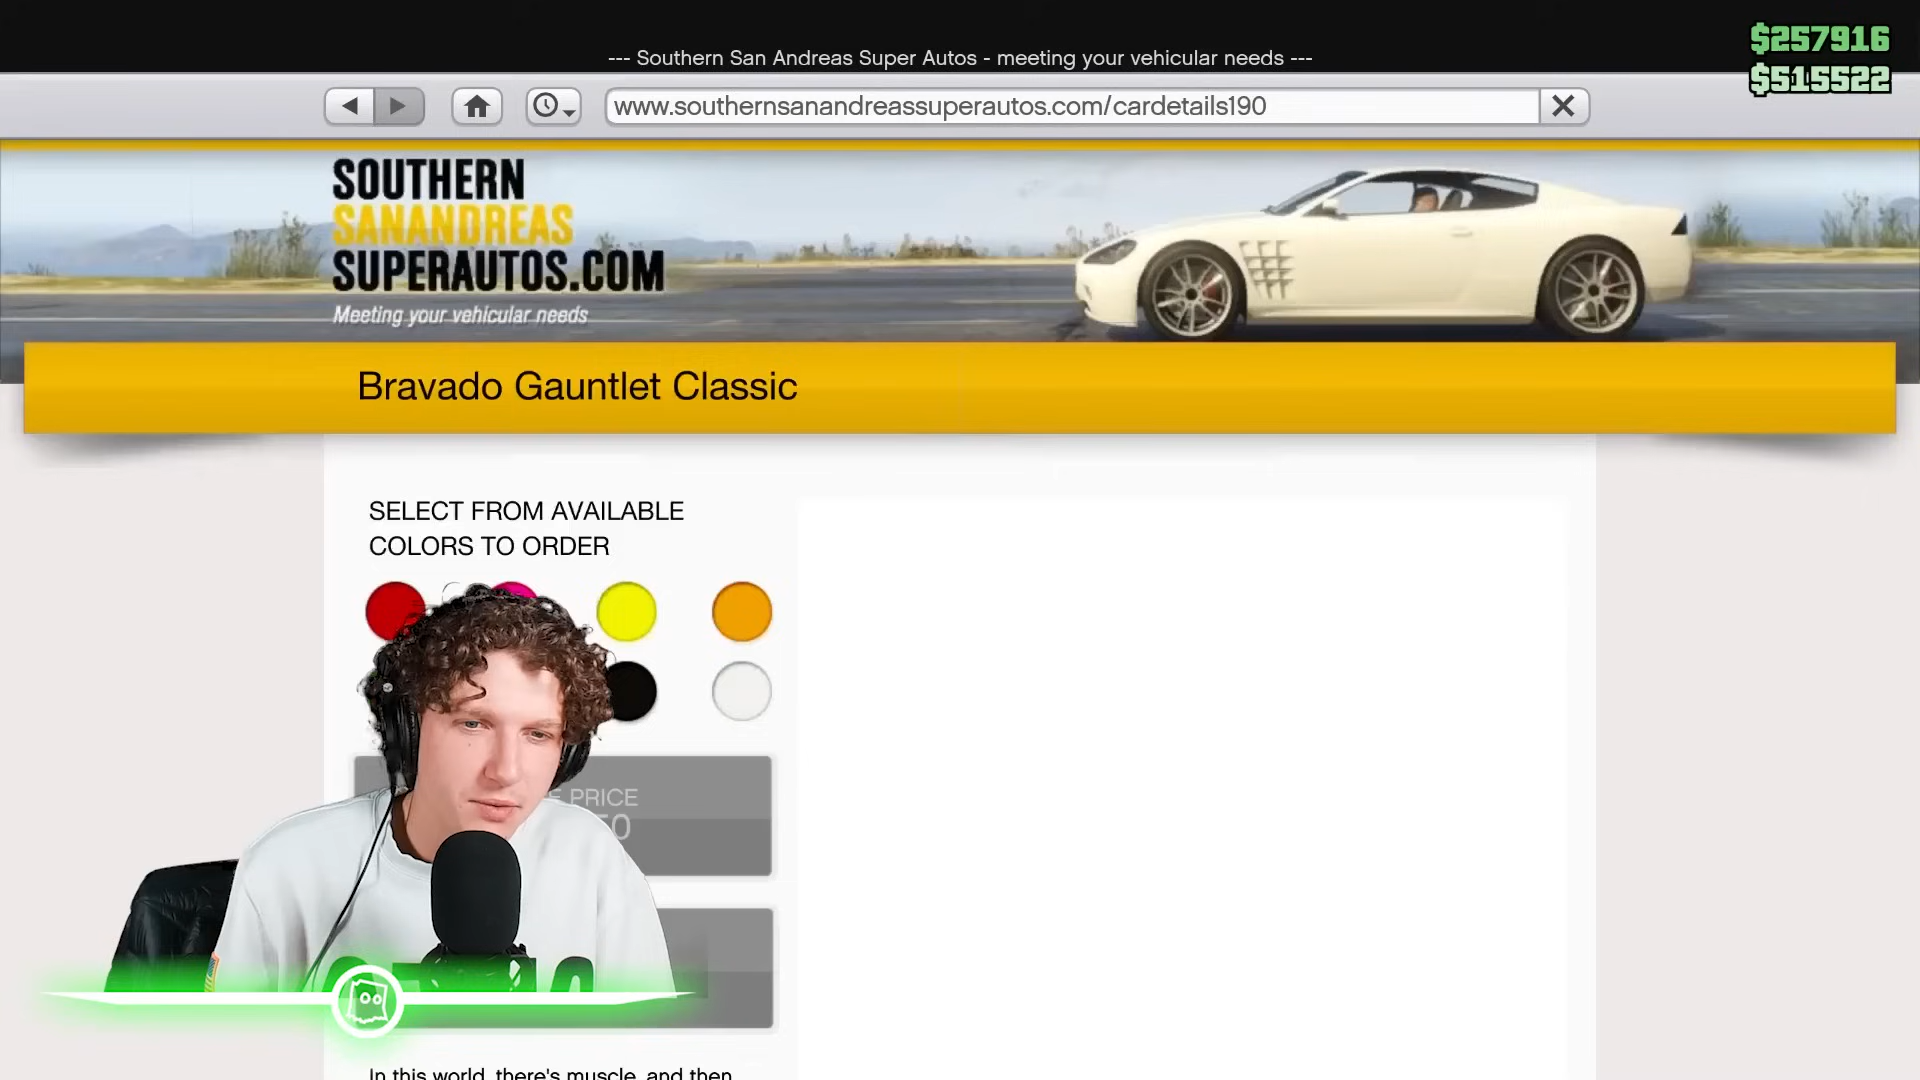 --- Southern San Andreas Super Autos - meeting your vehicular needs ---
$257916
$515522
www.southernsanandreassuperautos.com/cardetails190
SOUTHERN
SANANDREAS
SUPERAUTOS.COM
Meeting your vehicular needs
Bravado Gauntlet Classic
SELECT FROM AVAILABLE
COLORS TO ORDER
PRICE
In this world, there's muscle, and then